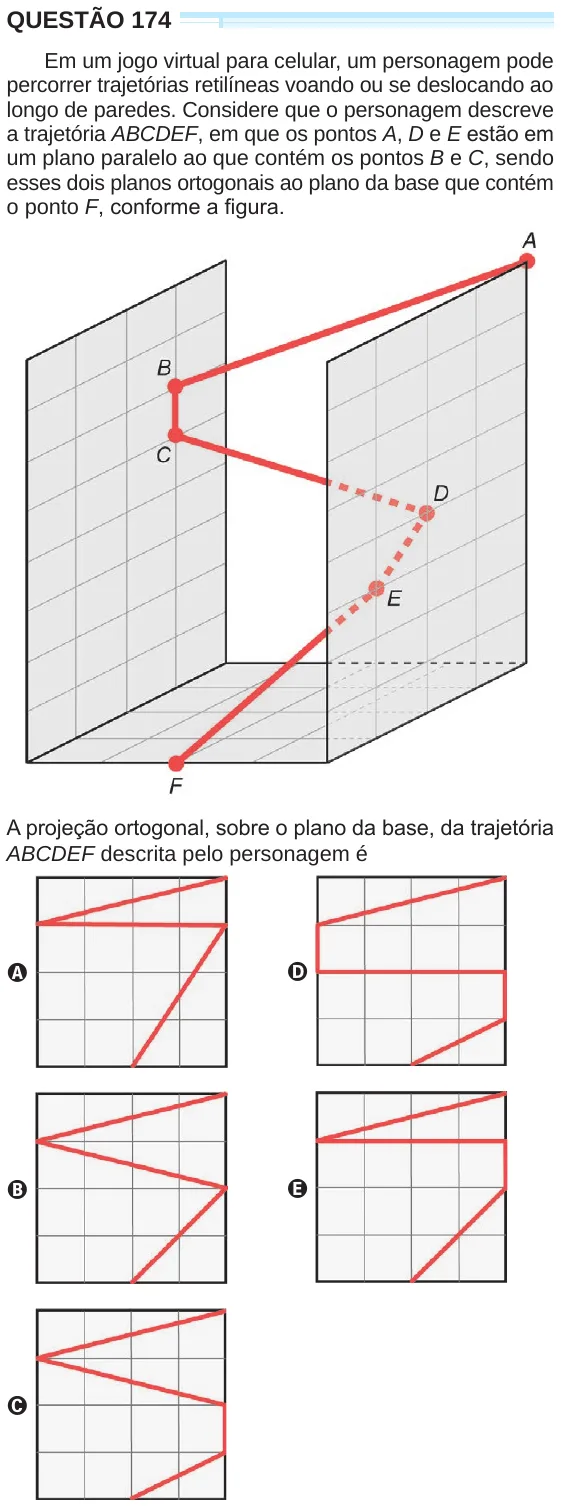 QUESTÃO 174
Em um jogo virtual para celular, um personagem pode
percorrer trajetórias retilíneas voando ou se deslocando ao
longo de paredes. Considere que o personagem descreve
a trajetória ABCDEF, em que os pontos A, D e E estão em
um plano paralelo ao que contém os pontos B e C, sendo
esses dois planos ortogonais ao plano da base que contém
o ponto F, conforme a figura.
A
B
C
D
E
F
A projeção ortogonal, sobre o plano da base, da trajetória
ABCDEF descrita pelo personagem é
A
D
B
E
C